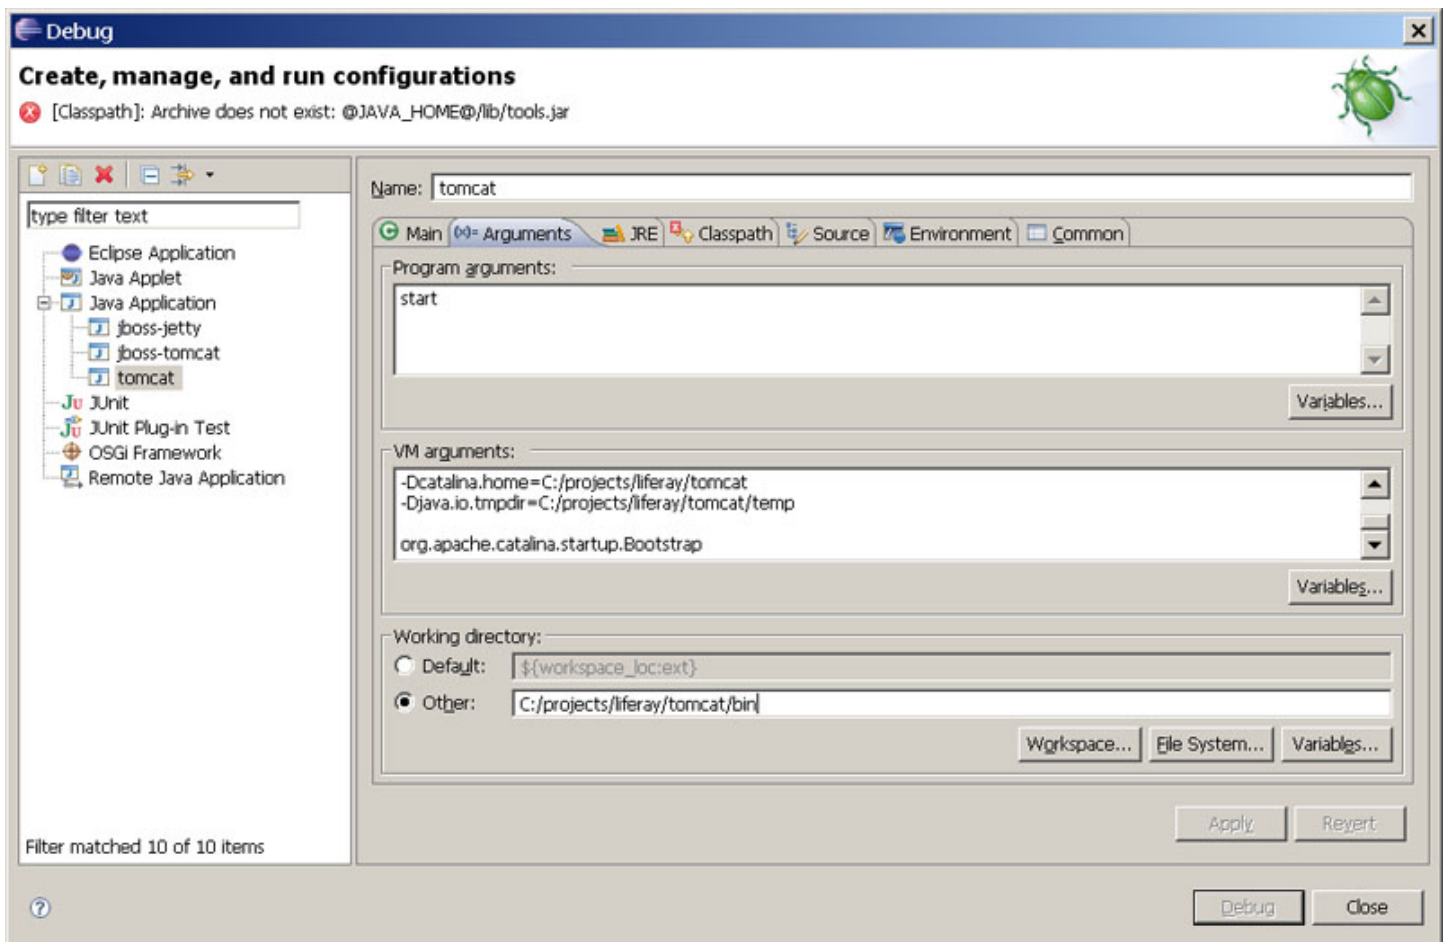 Debug
Create, manage, and run configurations
[Classpath]: Archive does not exist: @JAVA_HOME@/lib/tools.jar
type filter text
Eclipse Application
Java Applet
Java Application
jboss-jetty
jboss-tomcat
tomcat
JUnit
JUnit Plug-in Test
OSGi Framework
Remote Java Application
Filter matched 10 of 10 items
Name: tomcat
Main (x)= Arguments JRE Classpath Source Environment Common
Program arguments:
start
Variables...
VM arguments:
-Dcatalina.home=C:/projects/liferay/tomcat
-Djava.io.tmpdir=C:/projects/liferay/tomcat/temp
org.apache.catalina.startup.Bootstrap
Variables...
Working directory:
Default: ${workspace_loc:ext}
Other: C:/projects/liferay/tomcat/bin
Workspace... File System... Variables...
Apply Revert
Debug Close